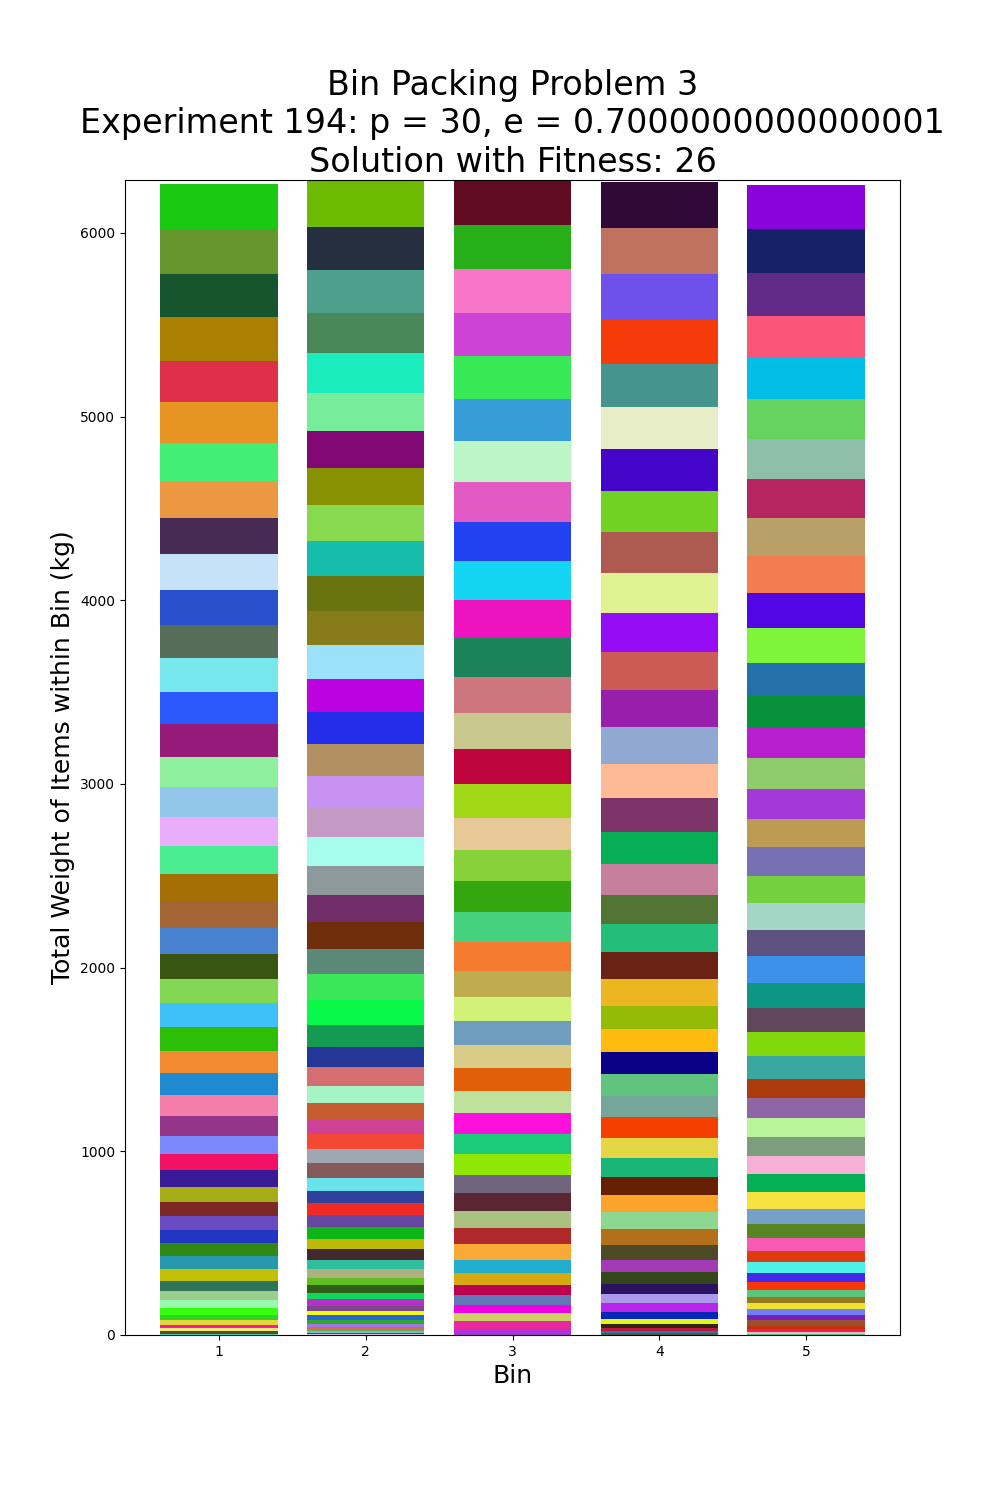 Bin Packing Problem 3
Experiment 194: p = 30, e = 0.7000000000000001
Solution with Fitness: 26
Total Weight of Items within Bin (kg)
6000
5000
4000
3000
2000
1000
0
1 2 3 4 5
Bin